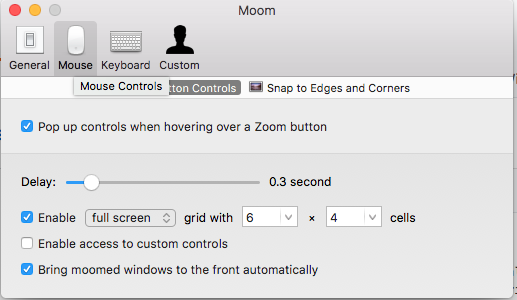 Moom
General Mouse Keyboard Custom
Mouse Controls
tton Controls Snap to Edges and Corners
Pop up controls when hovering over a Zoom button
Delay: 0.3 second
Enable full screen grid with 6 × 4 cells
Enable access to custom controls
Bring moomed windows to the front automatically